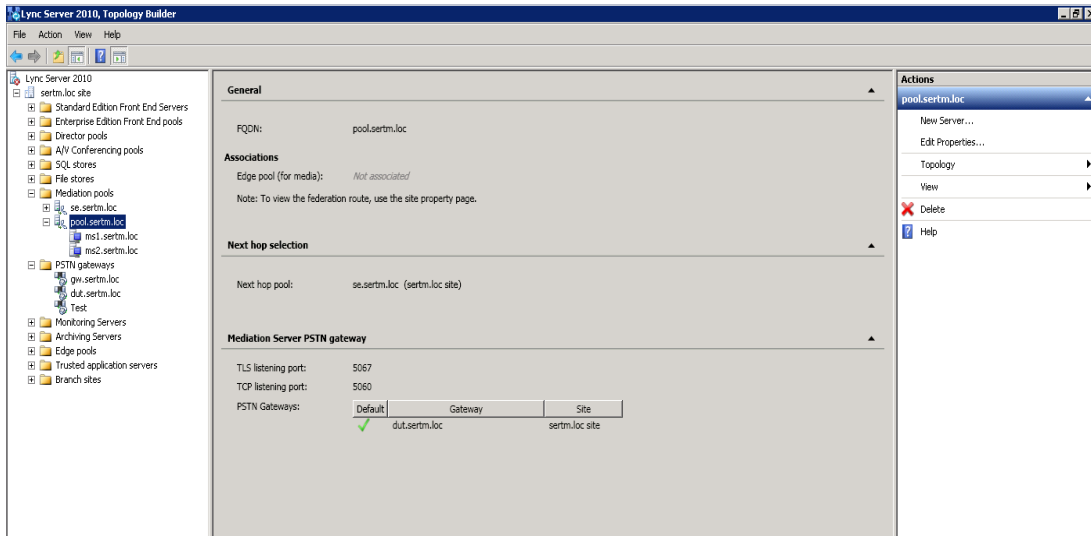 Lync Server 2010, Topology Builder
File Action View Help
Lync Server 2010
sertm.loc site
Standard Edition Front End Servers
Enterprise Edition Front End pools
Director pools
A/V Conferencing pools
SQL stores
File stores
Mediation pools
se.sertm.loc
pool.sertm.loc
ms1.sertm.loc
ms2.sertm.loc
PSTN gateways
gw.sertm.loc
dut.sertm.loc
Test
Monitoring Servers
Archiving Servers
Edge pools
Trusted application servers
Branch sites
General
FQDN: pool.sertm.loc
Associations
Edge pool (for media): Not associated
Note: To view the federation route, use the site property page.
Next hop selection
Next hop pool: se.sertm.loc (sertm.loc site)
Mediation Server PSTN gateway
TLS listening port: 5067
TCP listening port: 5060
PSTN Gateways: Default Gateway Site
dut.sertm.loc sertm.loc site
Actions
pool.sertm.loc
New Server...
Edit Properties...
Topology
View
Delete
Help